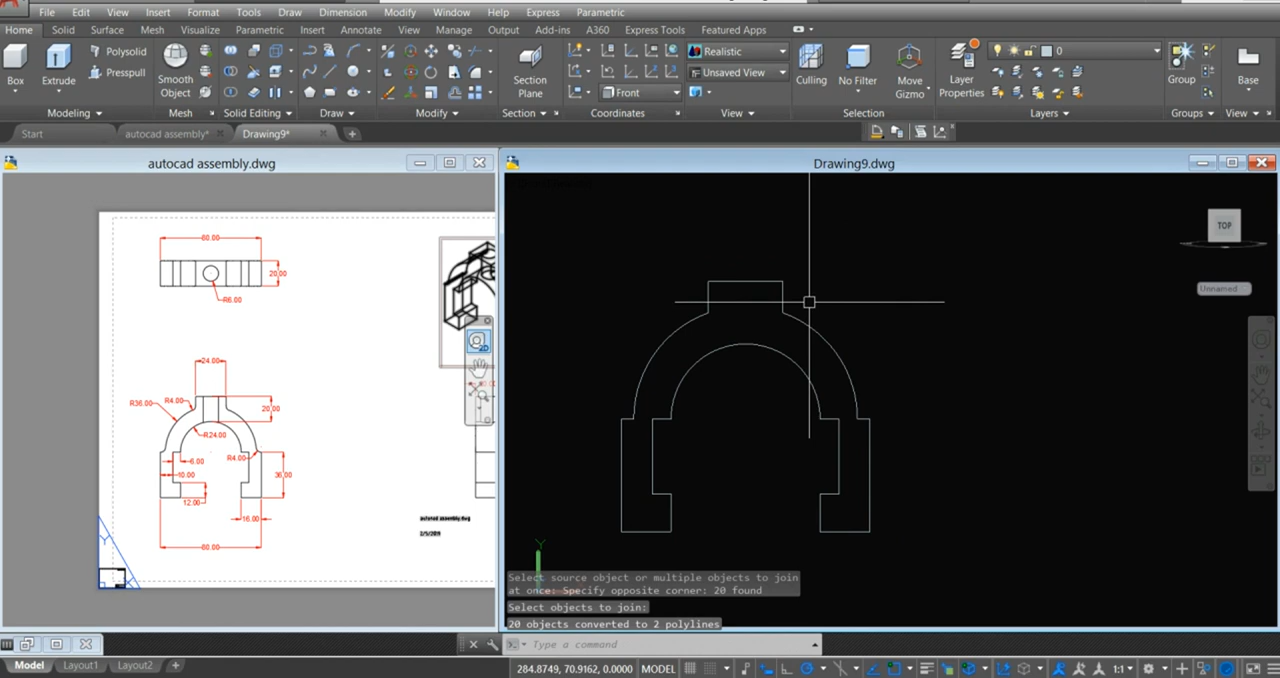 File Edit View Insert Format Tools Draw Dimension Modify Window Help Express Parametric
Home Solid Surface Mesh Visualize Parametric Insert Annotate View Manage Output Add-ins A360 Express Tools Featured Apps
Box Extrude Polysolid Presspull Smooth Object Section Plane Realistic Unsaved View Front Culling No Filter Move Gizmo Layer Properties 0 Group Base
Modeling Mesh Solid Editing Draw Modify Section Coordinates View Selection Layers Groups View
Start autocad assembly* Drawing9*
autocad assembly.dwg
Drawing9.dwg
80.00
20.00
R6.00
24.00
R36.00
R4.00
20.00
R24.00
R4.00
6.00
10.00
36.00
12.00
16.00
80.00
autocad assembly.dwg
2D
TOP
Unnamed
Y
Y
Select source object or multiple objects to join
at once: Specify opposite corner: 20 found
Select objects to join:
20 objects converted to 2 polylines
Type a command
Model Layout1 Layout2 +
284.8749, 70.9162, 0.0000 MODEL 1:1